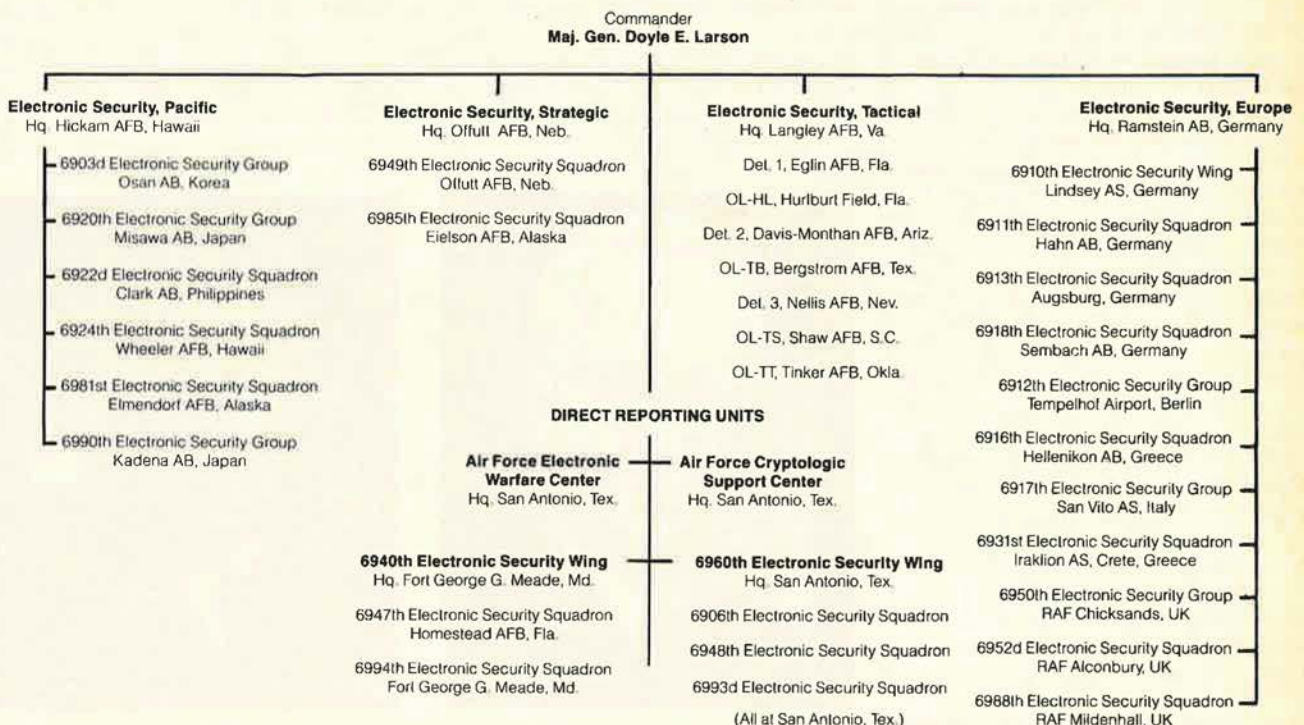 Commander
Maj. Gen. Doyle E. Larson
Electronic Security, Pacific
Hq. Hickam AFB, Hawaii
6903d Electronic Security Group
Osan AB, Korea
6920th Electronic Security Group
Misawa AB, Japan
6922d Electronic Security Squadron
Clark AB, Philippines
6924th Electronic Security Squadron
Wheeler AFB, Hawaii
6981st Electronic Security Squadron
Elmendorf AFB, Alaska
6990th Electronic Security Group
Kadena AB, Japan
Electronic Security, Strategic
Hq. Offutt AFB, Neb.
6949th Electronic Security Squadron
Offutt AFB, Neb.
6985th Electronic Security Squadron
Eielson AFB, Alaska
Electronic Security, Tactical
Hq. Langley AFB, Va.
Det. 1, Eglin AFB, Fla.
OL-HL, Hurlburt Field, Fla.
Det. 2, Davis-Monthan AFB, Ariz.
OL-TB, Bergstrom AFB, Tex.
Det. 3, Nellis AFB, Nev.
OL-TS, Shaw AFB, S.C.
OL-TT, Tinker AFB, Okla.
Electronic Security, Europe
Hq. Ramstein AB, Germany
6910th Electronic Security Wing
Lindsey AS, Germany
6911th Electronic Security Squadron
Hahn AB, Germany
6913th Electronic Security Squadron
Augsburg, Germany
6918th Electronic Security Squadron
Sembach AB, Germany
6912th Electronic Security Group
Tempelhof Airport, Berlin
6916th Electronic Security Squadron
Hellenikon AB, Greece
6917th Electronic Security Group
San Vito AS, Italy
6931st Electronic Security Squadron
Iraklion AS, Crete, Greece
6950th Electronic Security Group
RAF Chicksands, UK
6952d Electronic Security Squadron
RAF Alconbury, UK
6988th Electronic Security Squadron
RAF Mildenhall, UK
DIRECT REPORTING UNITS
Air Force Electronic
Warfare Center
Hq. San Antonio, Tex.
Air Force Cryptologic
Support Center
Hq. San Antonio, Tex.
6940th Electronic Security Wing
Hq. Fort George G. Meade, Md.
6947th Electronic Security Squadron
Homestead AFB, Fla.
6994th Electronic Security Squadron
Fort George G. Meade, Md.
6960th Electronic Security Wing
Hq. San Antonio, Tex.
6906th Electronic Security Squadron
6948th Electronic Security Squadron
6993d Electronic Security Squadron
(All at San Antonio, Tex.)